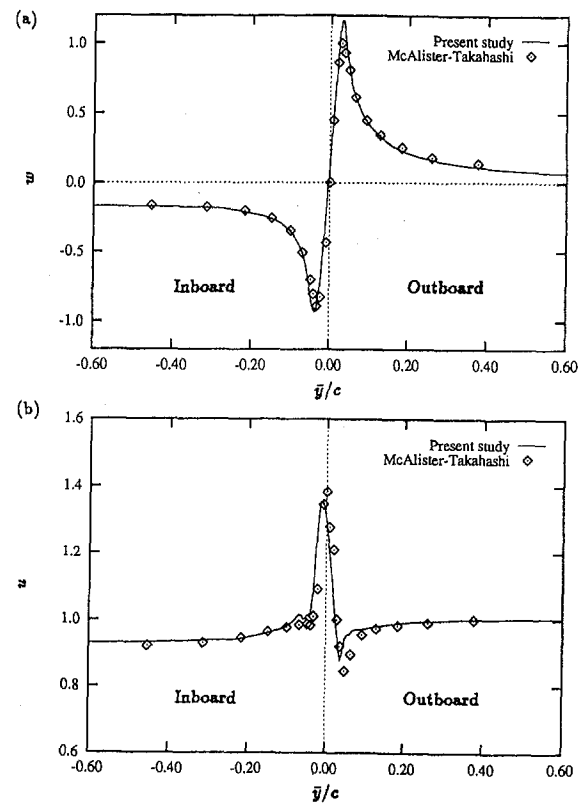 (a)
Present study
McAlister-Takahashi
1.0
0.5
0.0
-0.5
-1.0
w
Inboard
Outboard
-0.60
-0.40
-0.20
0.00
0.20
0.40
0.60
ȳ/c
(b)
Present study
McAlister-Takahashi
1.6
1.4
1.2
1.0
0.8
0.6
u
Inboard
Outboard
-0.60
-0.40
-0.20
0.00
0.20
0.40
0.60
ȳ/c